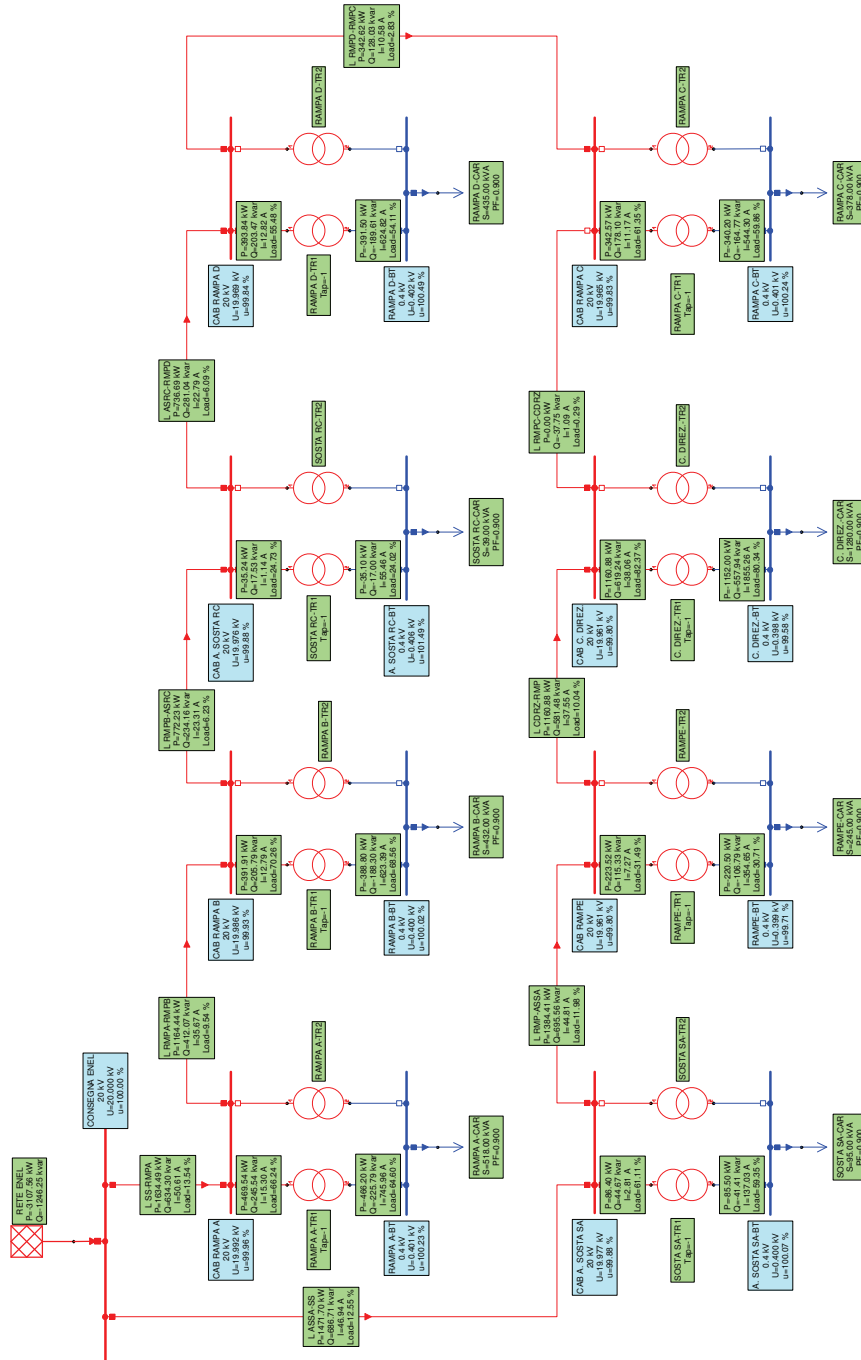 RETE ENEL
P=-3107.56 kW
Q=-1246.25 kvar
CONSEGNA ENEL
20 kV
U=20.000 kV
u=100.00 %
L SS-RMPA
P=1634.49 kW
Q=634.30 kvar
I=50.61 A
Load=13.54 %
L ASSA-SS
P=1471.70 kW
Q=686.71 kvar
I=46.94 A
Load=12.55 %
L RMPA-RMPB
P=1164.44 kW
Q=412.07 kvar
I=35.67 A
Load=9.54 %
L RMPB-ASRC
P=772.23 kW
Q=234.16 kvar
I=23.31 A
Load=6.23 %
L ASRC-RMPD
P=736.69 kW
Q=281.04 kvar
I=22.79 A
Load=6.09 %
L RMPD-RMPC
P=342.62 kW
Q=128.03 kvar
I=10.58 A
Load=2.83 %
CAB RAMPA A
20 kV
U=19.992 kV
u=99.96 %
P=469.54 kW
Q=245.54 kvar
I=15.30 A
Load=66.24 %
RAMPA A-TR1
Tap=-1
RAMPA A-TR2
P=-466.20 kW
Q=-225.79 kvar
I=745.96 A
Load=64.60 %
RAMPA A-BT
0.4 kV
U=0.401 kV
u=100.23 %
RAMPA A-CAR
S=518.00 kVA
PF=0.900
CAB RAMPA B
20 kV
U=19.986 kV
u=99.93 %
P=391.91 kW
Q=205.79 kvar
I=12.79 A
Load=70.26 %
RAMPA B-TR1
Tap=-1
RAMPA B-TR2
P=-388.80 kW
Q=-188.30 kvar
I=623.39 A
Load=68.56 %
RAMPA B-BT
0.4 kV
U=0.400 kV
u=100.02 %
RAMPA B-CAR
S=432.00 kVA
PF=0.900
CAB A. SOSTA RC
20 kV
U=19.976 kV
u=99.88 %
P=35.24 kW
Q=17.53 kvar
I=1.14 A
Load=24.73 %
SOSTA RC-TR1
Tap=-1
SOSTA RC-TR2
P=-35.10 kW
Q=-17.00 kvar
I=55.46 A
Load=24.02 %
A. SOSTA RC-BT
0.4 kV
U=0.406 kV
u=101.49 %
SOSTA RC-CAR
S=39.00 kVA
PF=0.900
CAB RAMPA D
20 kV
U=19.969 kV
u=99.84 %
P=393.84 kW
Q=203.47 kvar
I=12.82 A
Load=55.48 %
RAMPA D-TR1
Tap=-1
RAMPA D-TR2
P=-391.50 kW
Q=-189.61 kvar
I=624.82 A
Load=54.11 %
RAMPA D-BT
0.4 kV
U=0.402 kV
u=100.49 %
RAMPA D-CAR
S=435.00 kVA
PF=0.900
L RMP-ASSA
P=1384.41 kW
Q=695.56 kvar
I=44.81 A
Load=11.98 %
L CDRZ-RMP
P=1160.88 kW
Q=581.48 kvar
I=37.55 A
Load=10.04 %
L RMPC-CDRZ
P=0.00 kW
Q=-37.75 kvar
I=1.09 A
Load=0.29 %
CAB A. SOSTA SA
20 kV
U=19.977 kV
u=99.88 %
P=86.40 kW
Q=44.67 kvar
I=2.81 A
Load=61.11 %
SOSTA SA-TR1
Tap=-1
SOSTA SA-TR2
P=-85.50 kW
Q=-41.41 kvar
I=137.03 A
Load=59.35 %
A. SOSTA SA-BT
0.4 kV
U=0.400 kV
u=100.07 %
SOSTA SA-CAR
S=95.00 kVA
PF=0.900
CAB RAMPE
20 kV
U=19.961 kV
u=99.80 %
P=223.52 kW
Q=115.33 kvar
I=7.27 A
Load=31.49 %
RAMPE-TR1
Tap=-1
RAMPE-TR2
P=-220.50 kW
Q=-106.79 kvar
I=354.65 A
Load=30.71 %
RAMPE-BT
0.4 kV
U=0.399 kV
u=99.71 %
RAMPE-CAR
S=245.00 kVA
PF=0.900
CAB C. DIREZ
20 kV
U=19.961 kV
u=99.80 %
P=1160.88 kW
Q=619.24 kvar
I=38.06 A
Load=82.37 %
C. DIREZ-TR1
Tap=-1
C. DIREZ.-TR2
P=-1152.00 kW
Q=-557.94 kvar
I=1855.26 A
Load=80.34 %
C. DIREZ.-BT
0.4 kV
U=0.398 kV
u=99.58 %
C. DIREZ.-CAR
S=1280.00 kVA
PF=0.900
CAB RAMPA C
20 kV
U=19.965 kV
u=99.83 %
P=342.57 kW
Q=178.10 kvar
I=11.17 A
Load=61.35 %
RAMPA C-TR1
Tap=-1
RAMPA C-TR2
P=-340.20 kW
Q=-164.77 kvar
I=544.30 A
Load=59.86 %
RAMPA C-BT
0.4 kV
U=0.401 kV
u=100.24 %
RAMPA C-CAR
S=378.00 kVA
PF=0.900